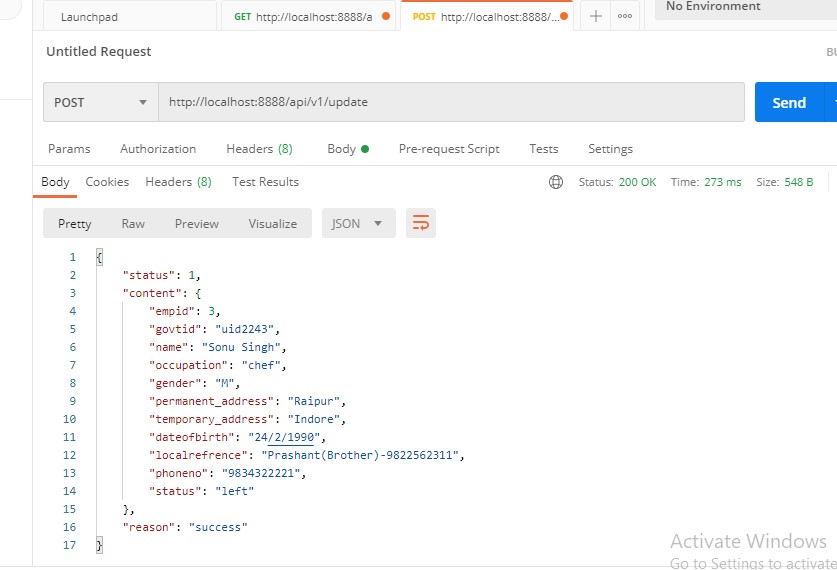 Launchpad
GET http://localhost:8888/a
POST http://localhost:8888/...
No Environment
Untitled Request
BU
POST
http://localhost:8888/api/v1/update
Send
Params Authorization Headers (8) Body Pre-request Script Tests Settings
Body Cookies Headers (8) Test Results Status: 200 OK Time: 273 ms Size: 548 B
Pretty Raw Preview Visualize JSON
1 {
2 "status": 1,
3 "content": {
4 "empid": 3,
5 "govtid": "uid2243",
6 "name": "Sonu Singh",
7 "occupation": "chef",
8 "gender": "M",
9 "permanent_address": "Raipur",
10 "temporary_address": "Indore",
11 "dateofbirth": "24/2/1990",
12 "localrefrence": "Prashant(Brother)-9822562311",
13 "phoneno": "9834322221",
14 "status": "left"
15 },
16 "reason": "success"
17 }
Activate Windows
Go to Settings to activate